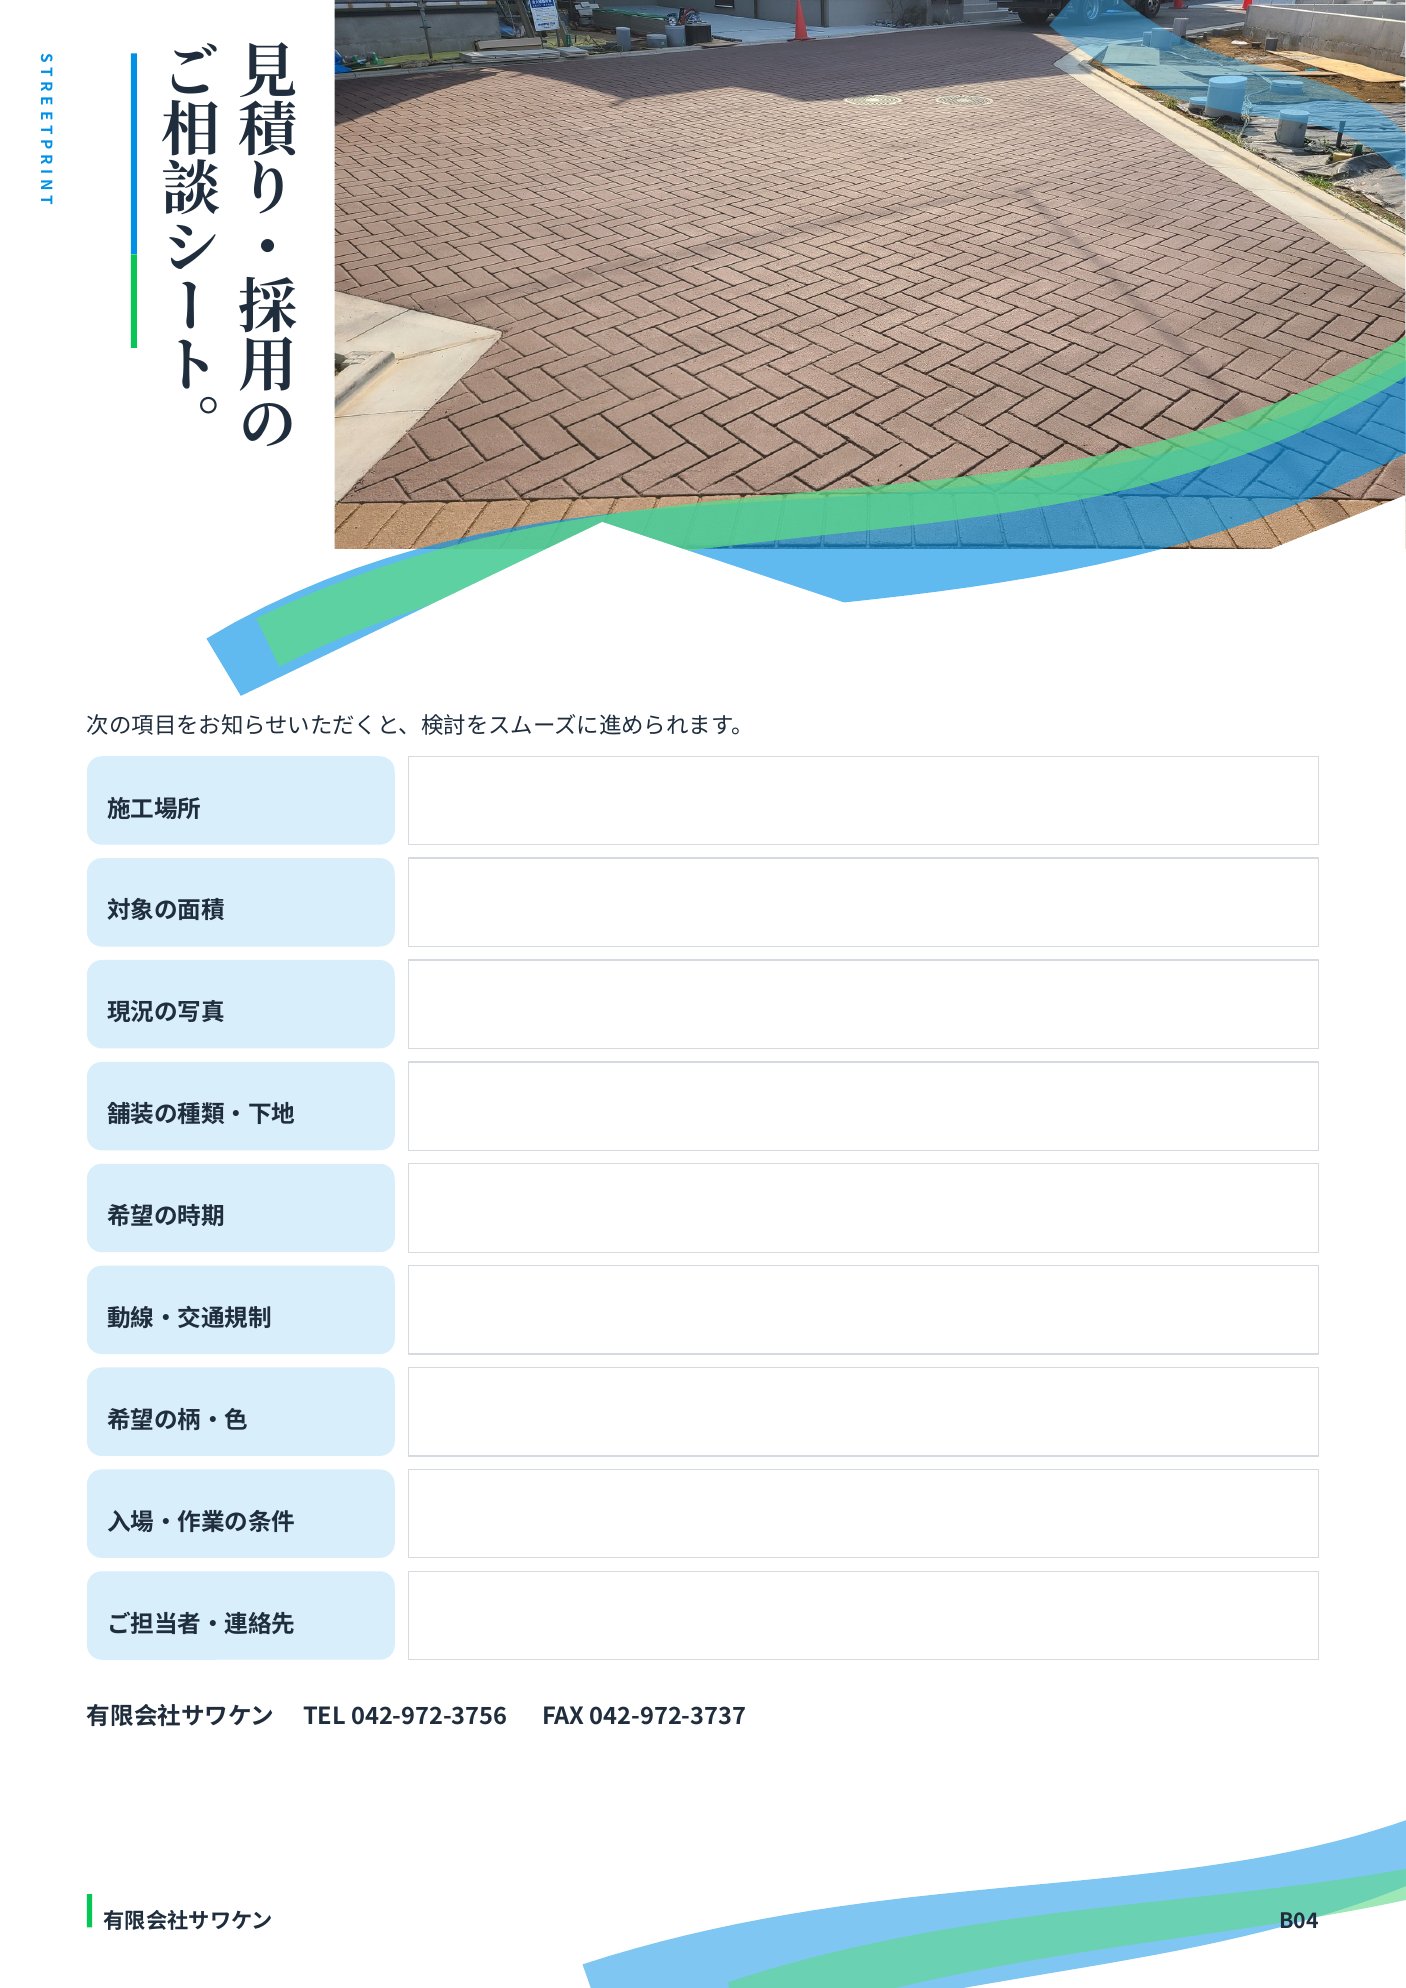 STREETPRINT
見積り・採用の
ご相談シート。
次の項目をお知らせいただくと、検討をスムーズに進められます。
施工場所
対象の面積
現況の写真
舗装の種類・下地
希望の時期
動線・交通規制
希望の柄・色
入場・作業の条件
ご担当者・連絡先
有限会社サワケン TEL 042-972-3756 FAX 042-972-3737
有限会社サワケン
B04